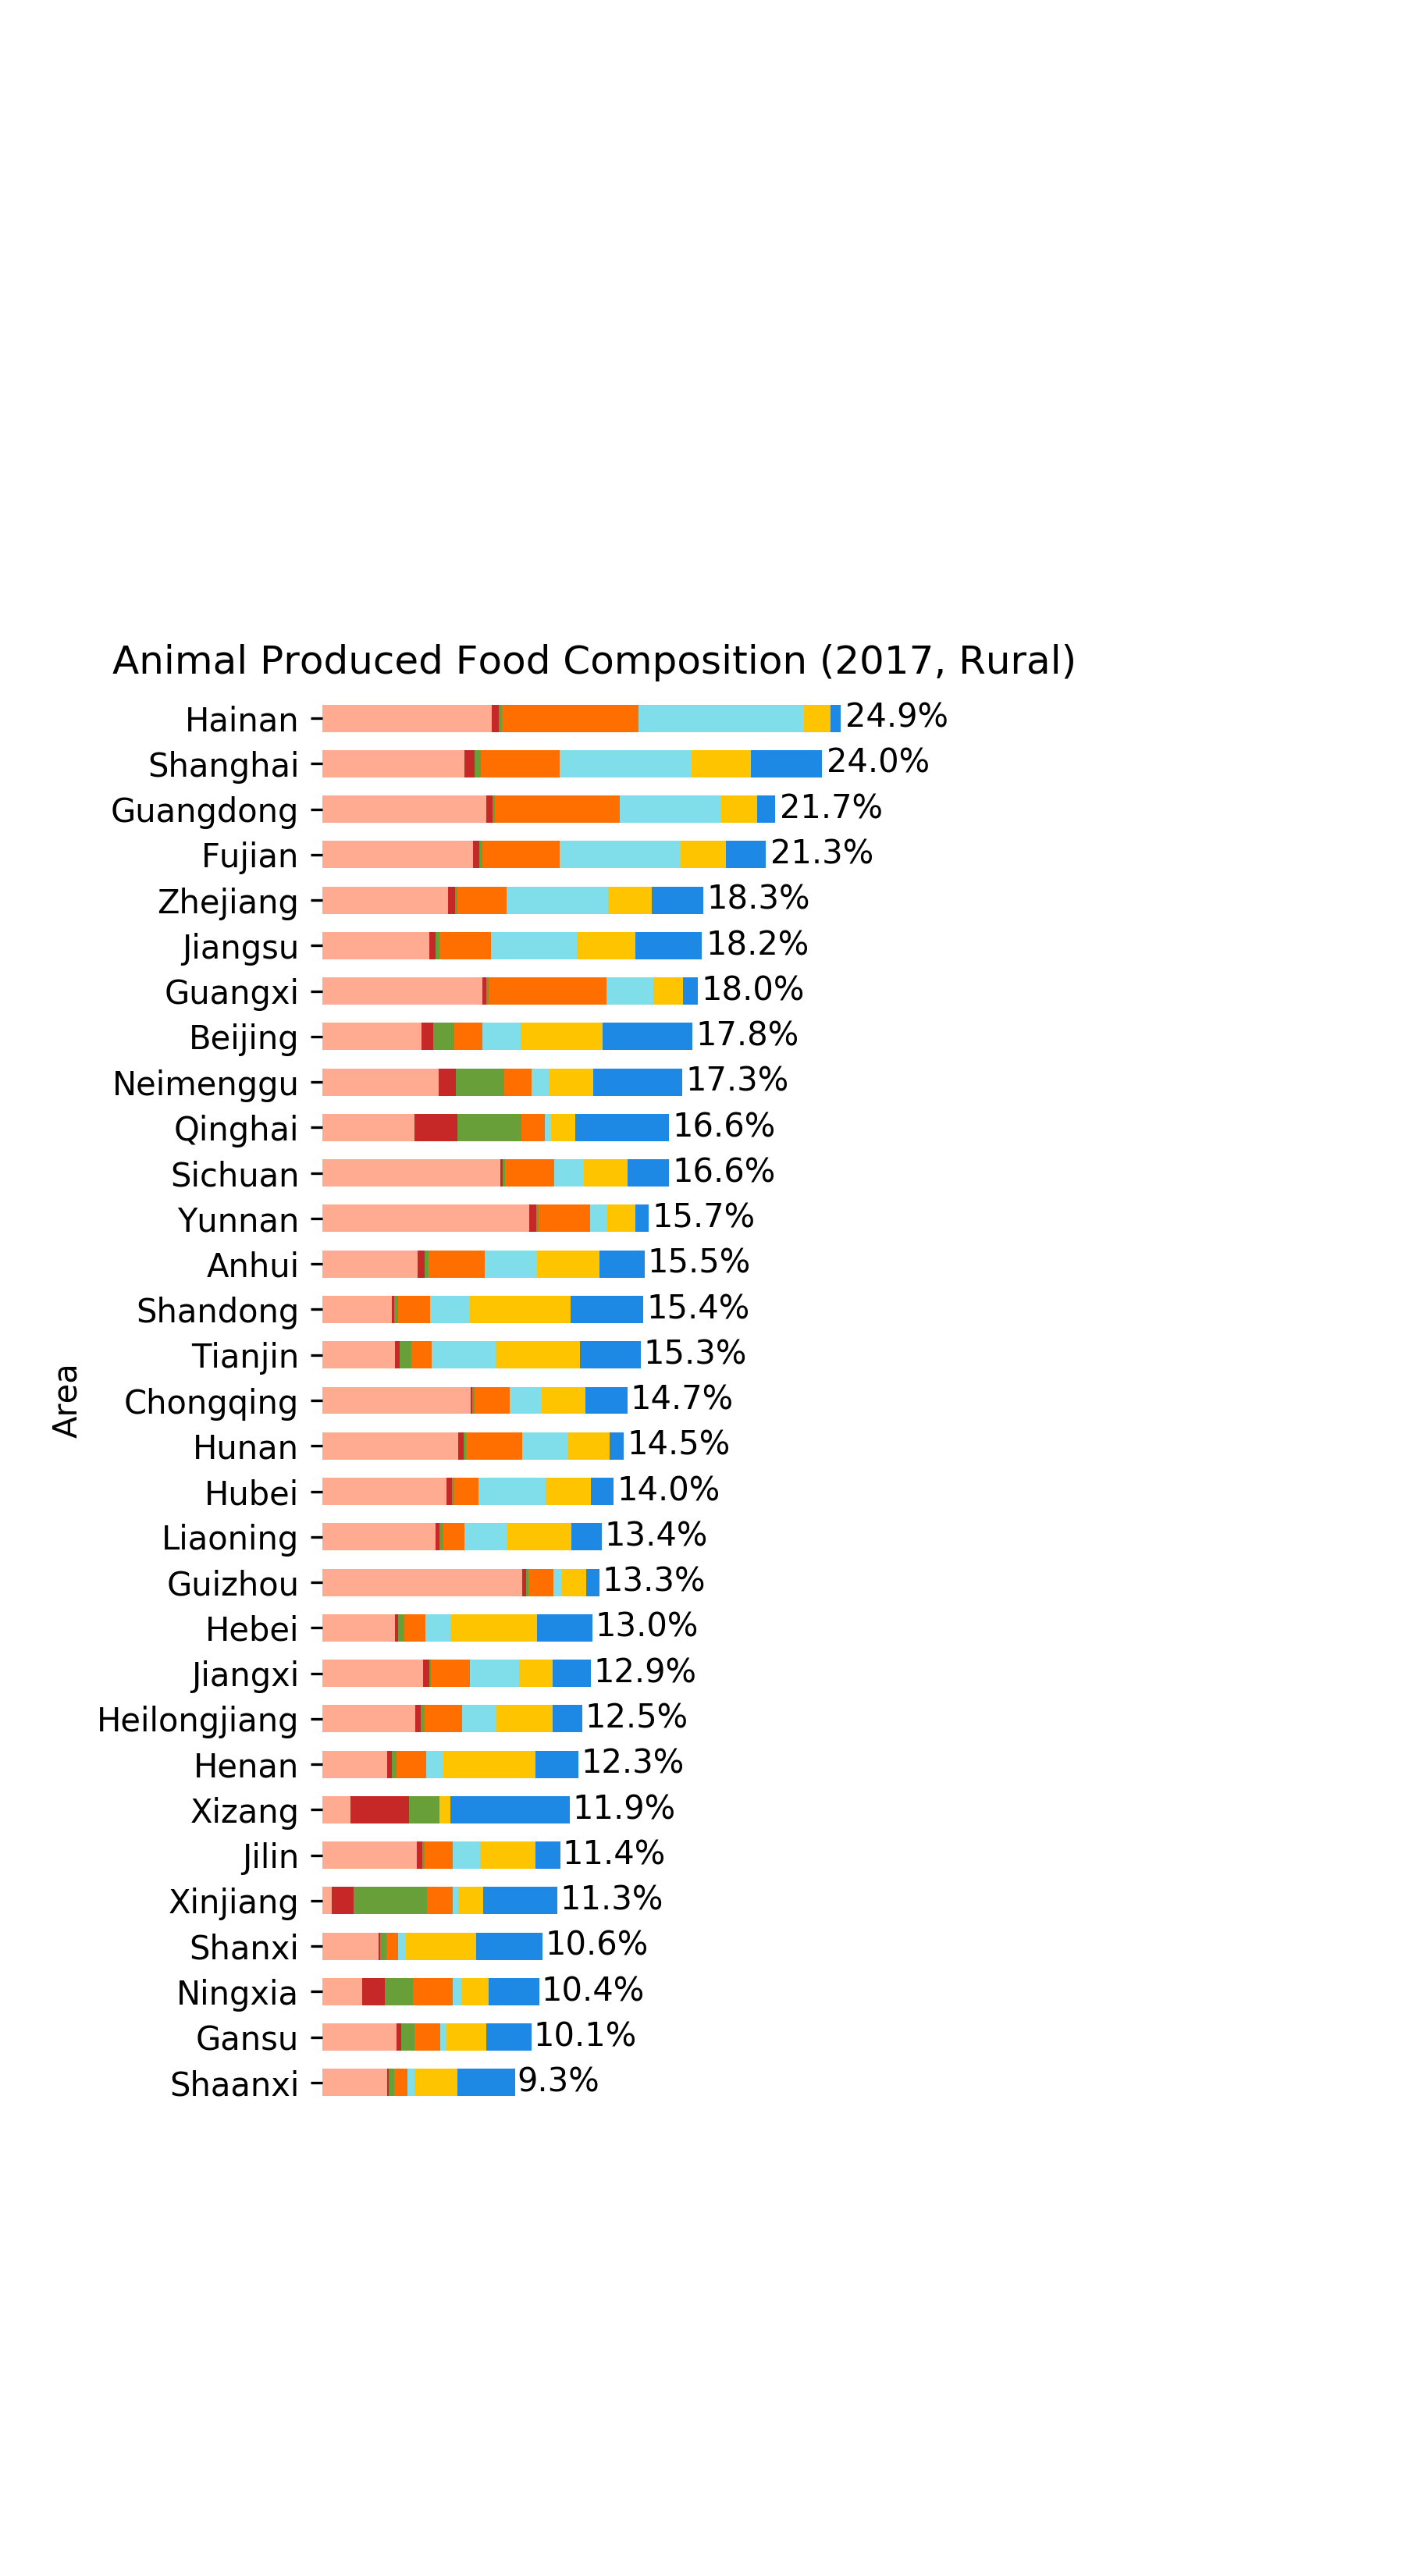 Animal Produced Food Composition (2017, Rural)
Hainan 24.9%
Shanghai 24.0%
Guangdong 21.7%
Fujian 21.3%
Zhejiang 18.3%
Jiangsu 18.2%
Guangxi 18.0%
Beijing 17.8%
Neimenggu 17.3%
Qinghai 16.6%
Sichuan 16.6%
Yunnan 15.7%
Anhui 15.5%
Shandong 15.4%
Tianjin 15.3%
Area
Chongqing 14.7%
Hunan 14.5%
Hubei 14.0%
Liaoning 13.4%
Guizhou 13.3%
Hebei 13.0%
Jiangxi 12.9%
Heilongjiang 12.5%
Henan 12.3%
Xizang 11.9%
Jilin 11.4%
Xinjiang 11.3%
Shanxi 10.6%
Ningxia 10.4%
Gansu 10.1%
Shaanxi 9.3%